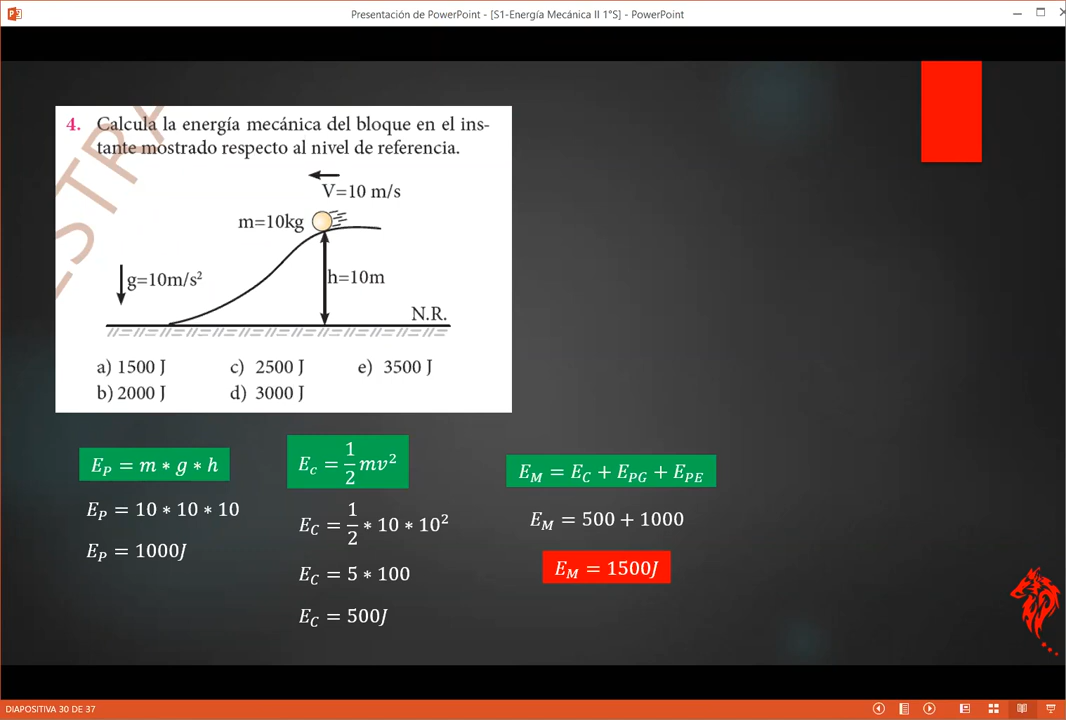 Presentación de PowerPoint - [S1-Energía Mecánica II 1°S] - PowerPoint
4. Calcula la energía mecánica del bloque en el ins-
tante mostrado respecto al nivel de referencia.
V=10 m/s
m=10kg
g=10m/s²
h=10m
N.R.
a) 1500 J c) 2500 J e) 3500 J
b) 2000 J d) 3000 J
E_P = m * g * h
E_P = 10 * 10 * 10
E_P = 1000J
E_c = 1/2 mv²
E_C = 1/2 * 10 * 10²
E_C = 5 * 100
E_C = 500J
E_M = E_C + E_PG + E_PE
E_M = 500 + 1000
E_M = 1500J
DIAPOSITIVA 30 DE 37